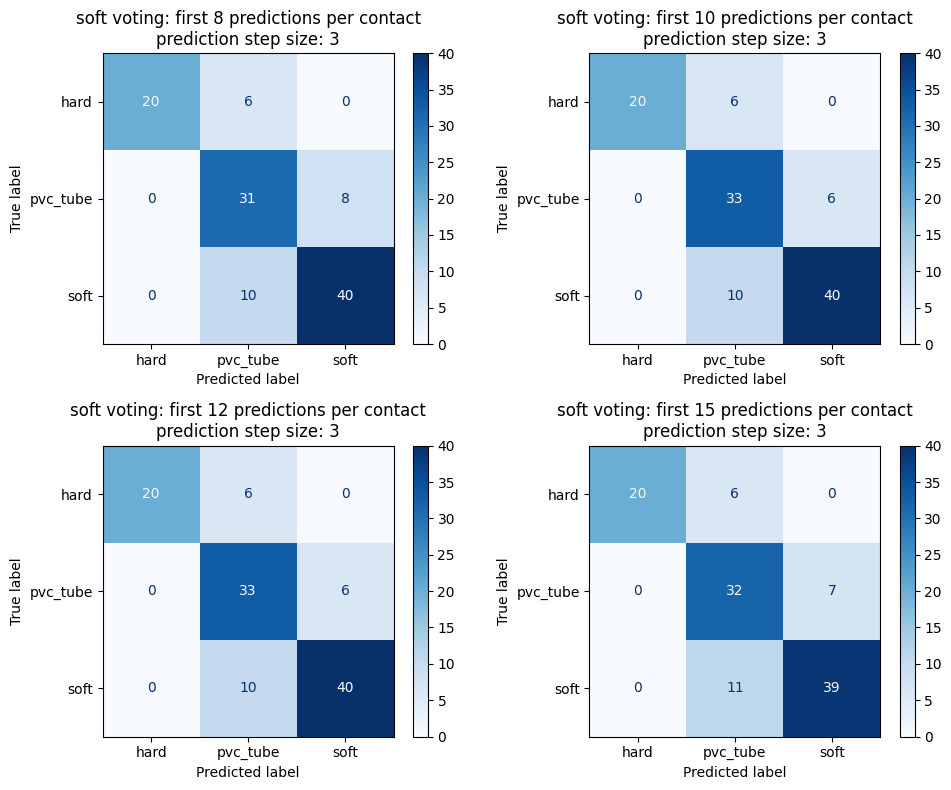 soft voting: first 8 predictions per contact
prediction step size: 3
True label
hard
pvc_tube
soft
20 6 0
0 31 8
0 10 40
hard pvc_tube soft
Predicted label
40
35
30
25
20
15
10
5
0
soft voting: first 10 predictions per contact
prediction step size: 3
True label
hard
pvc_tube
soft
20 6 0
0 33 6
0 10 40
hard pvc_tube soft
Predicted label
40
35
30
25
20
15
10
5
0
soft voting: first 12 predictions per contact
prediction step size: 3
True label
hard
pvc_tube
soft
20 6 0
0 33 6
0 10 40
hard pvc_tube soft
Predicted label
40
35
30
25
20
15
10
5
0
soft voting: first 15 predictions per contact
prediction step size: 3
True label
hard
pvc_tube
soft
20 6 0
0 32 7
0 11 39
hard pvc_tube soft
Predicted label
40
35
30
25
20
15
10
5
0